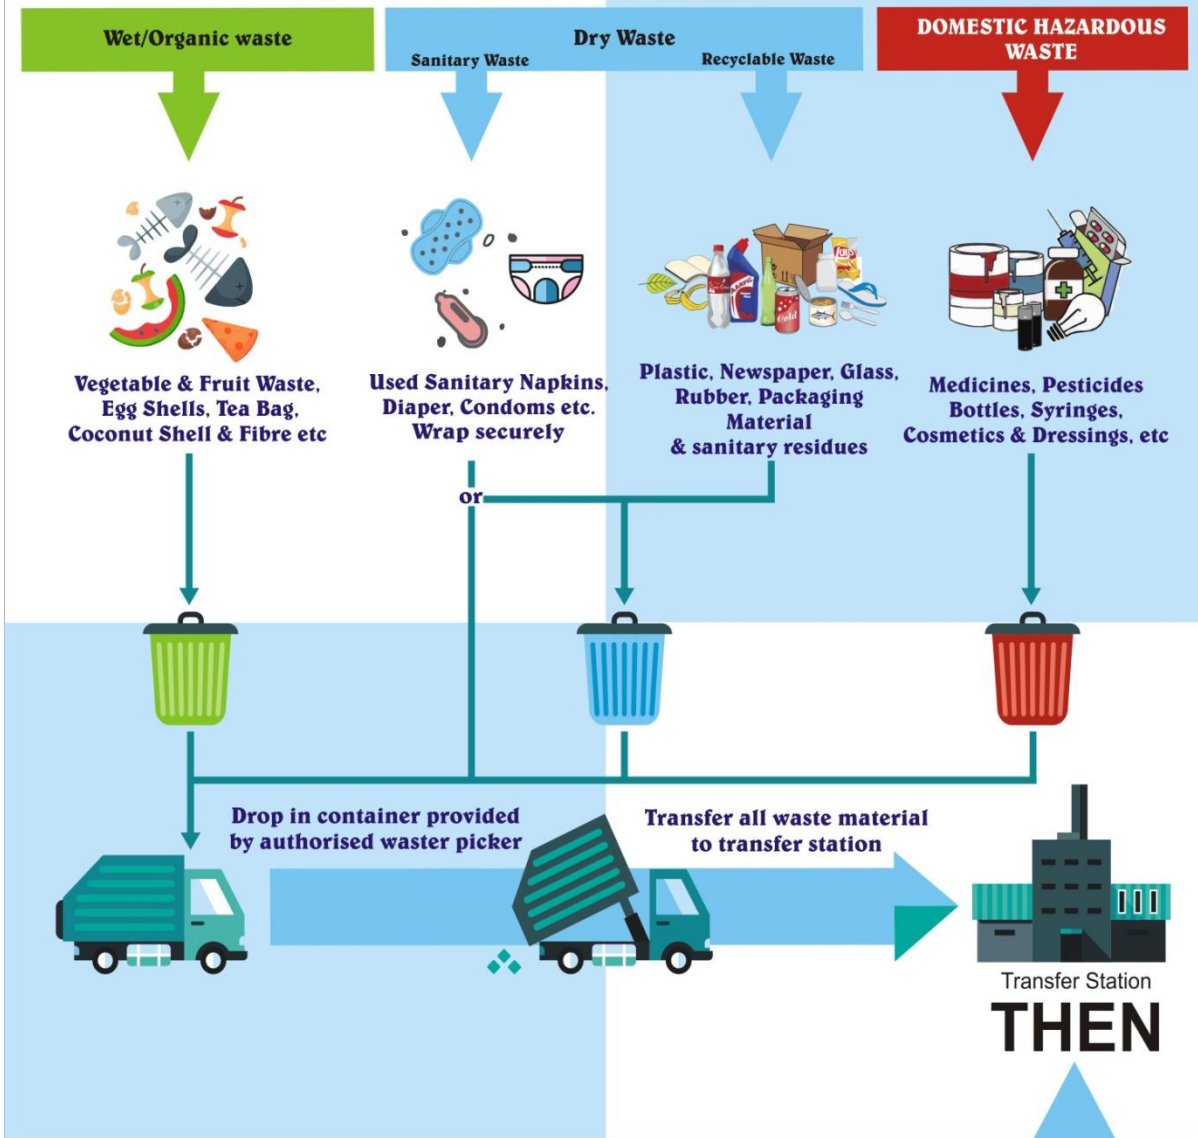 Wet/Organic waste
Dry Waste
Sanitary Waste
Recyclable Waste
DOMESTIC HAZARDOUS
WASTE
Vegetable & Fruit Waste,
Egg Shells, Tea Bag,
Coconut Shell & Fibre etc
Used Sanitary Napkins,
Diaper, Condoms etc.
Wrap securely
Plastic, Newspaper, Glass,
Rubber, Packaging
Material
& sanitary residues
Medicines, Pesticides
Bottles, Syringes,
Cosmetics & Dressings, etc
or
Drop in container provided
by authorised waster picker
Transfer all waste material
to transfer station
Transfer Station
THEN